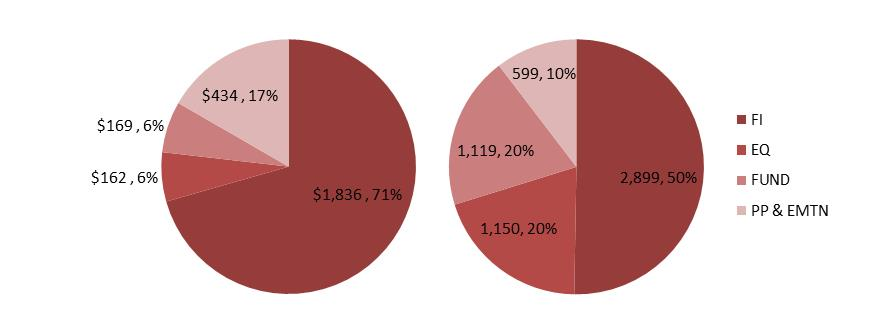 $434 , 17%
$169 , 6%
$162 , 6%
$1,836 , 71%
599, 10%
1,119, 20%
1,150, 20%
2,899, 50%
FI
EQ
FUND
PP & EMTN